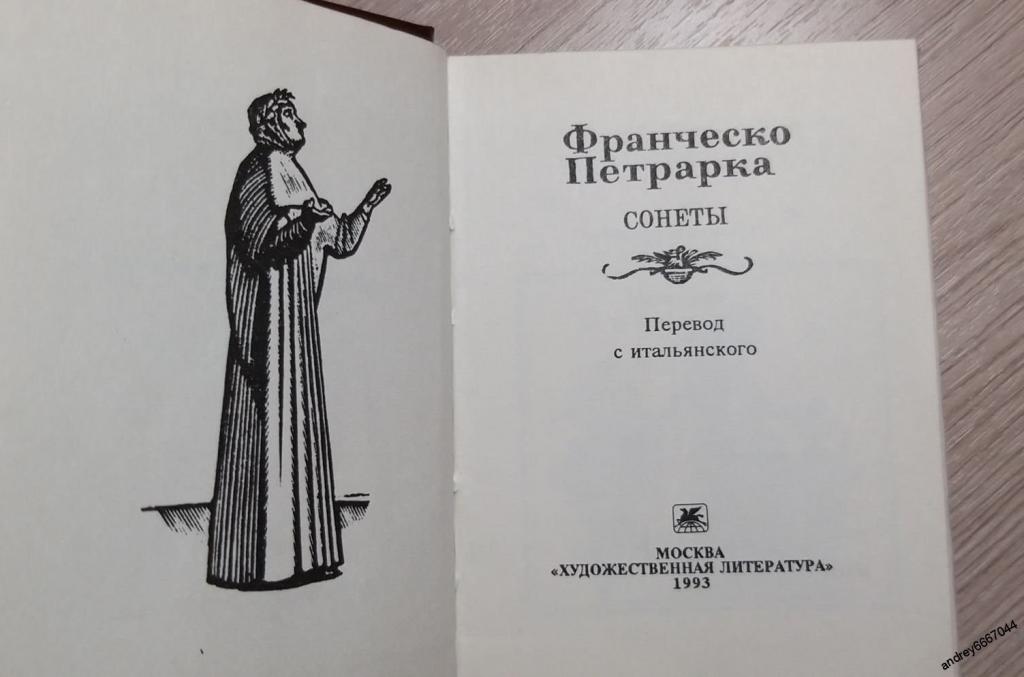 Франческо
Петрарка
СОНЕТЫ
Перевод
с итальянского
МОСКВА
«ХУДОЖЕСТВЕННАЯ ЛИТЕРАТУРА»
1993
andrey6667044